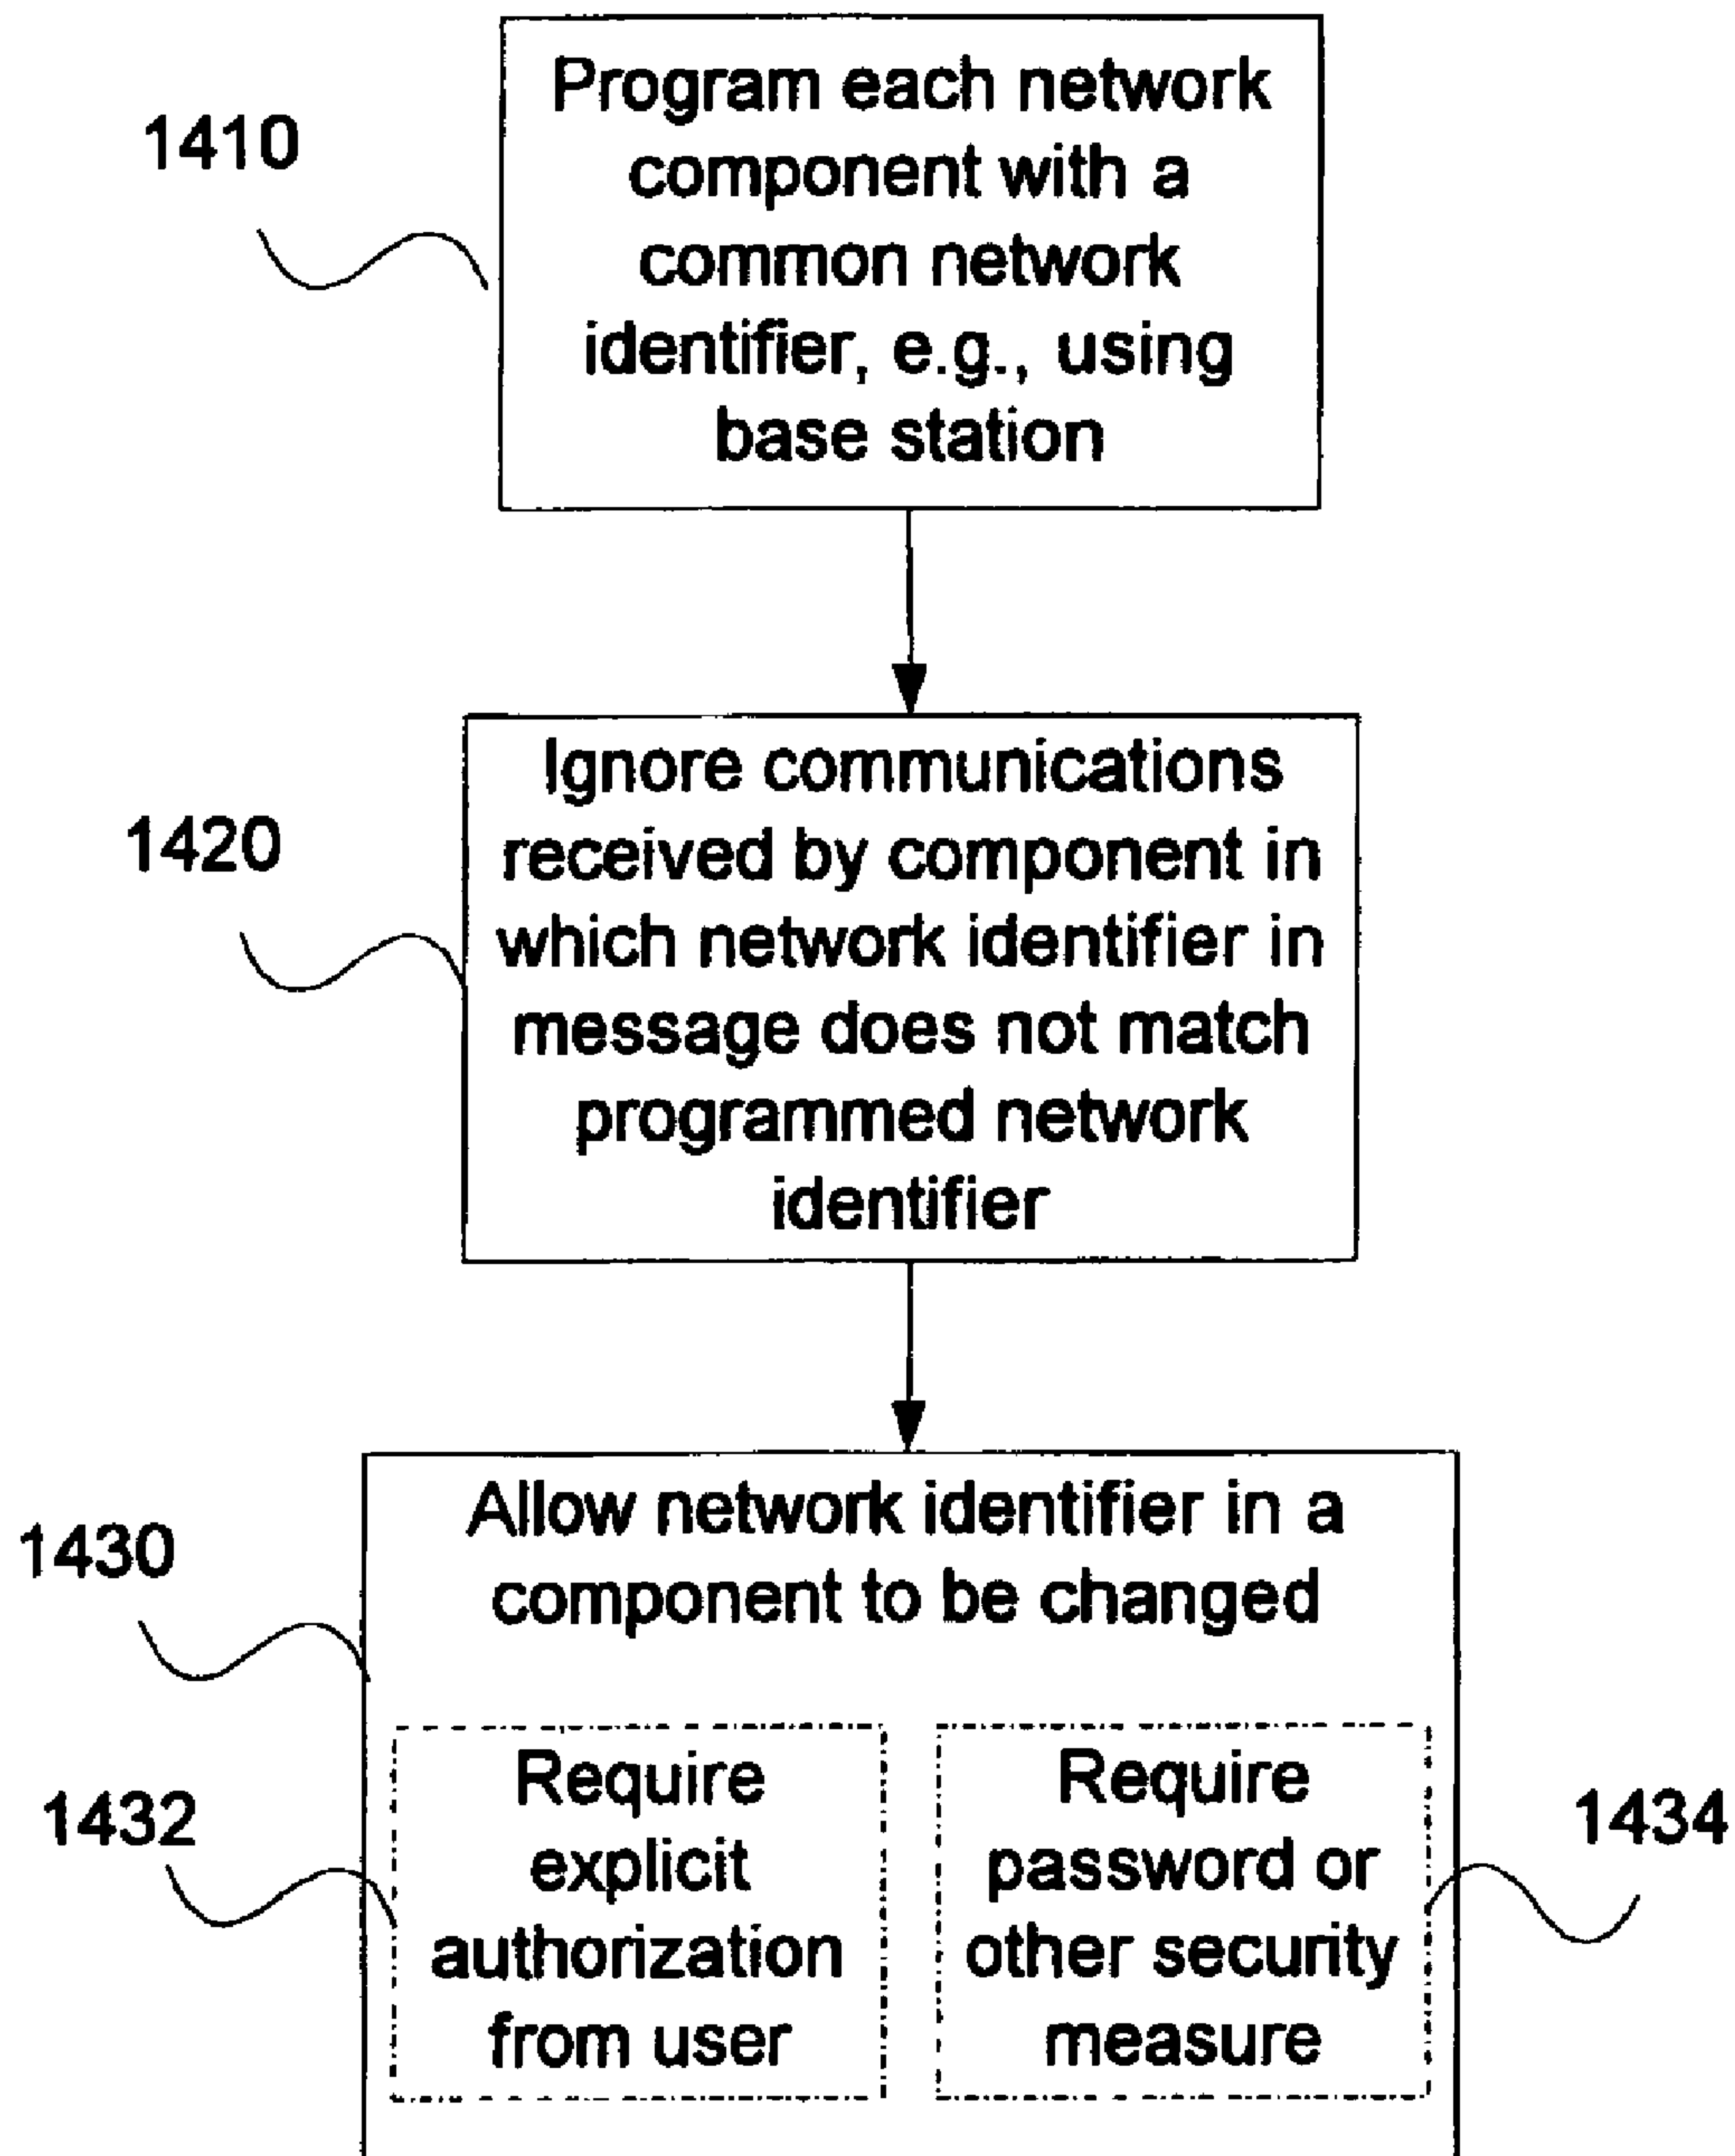 1410
Program each network
component with a
common network
identifier, e.g., using
base station
1420
Ignore communications
received by component in
which network identifier in
message does not match
programmed network
identifier
1430
Allow network identifier in a
component to be changed
1432
Require
explicit
authorization
from user
Require
password or
other security
measure
1434